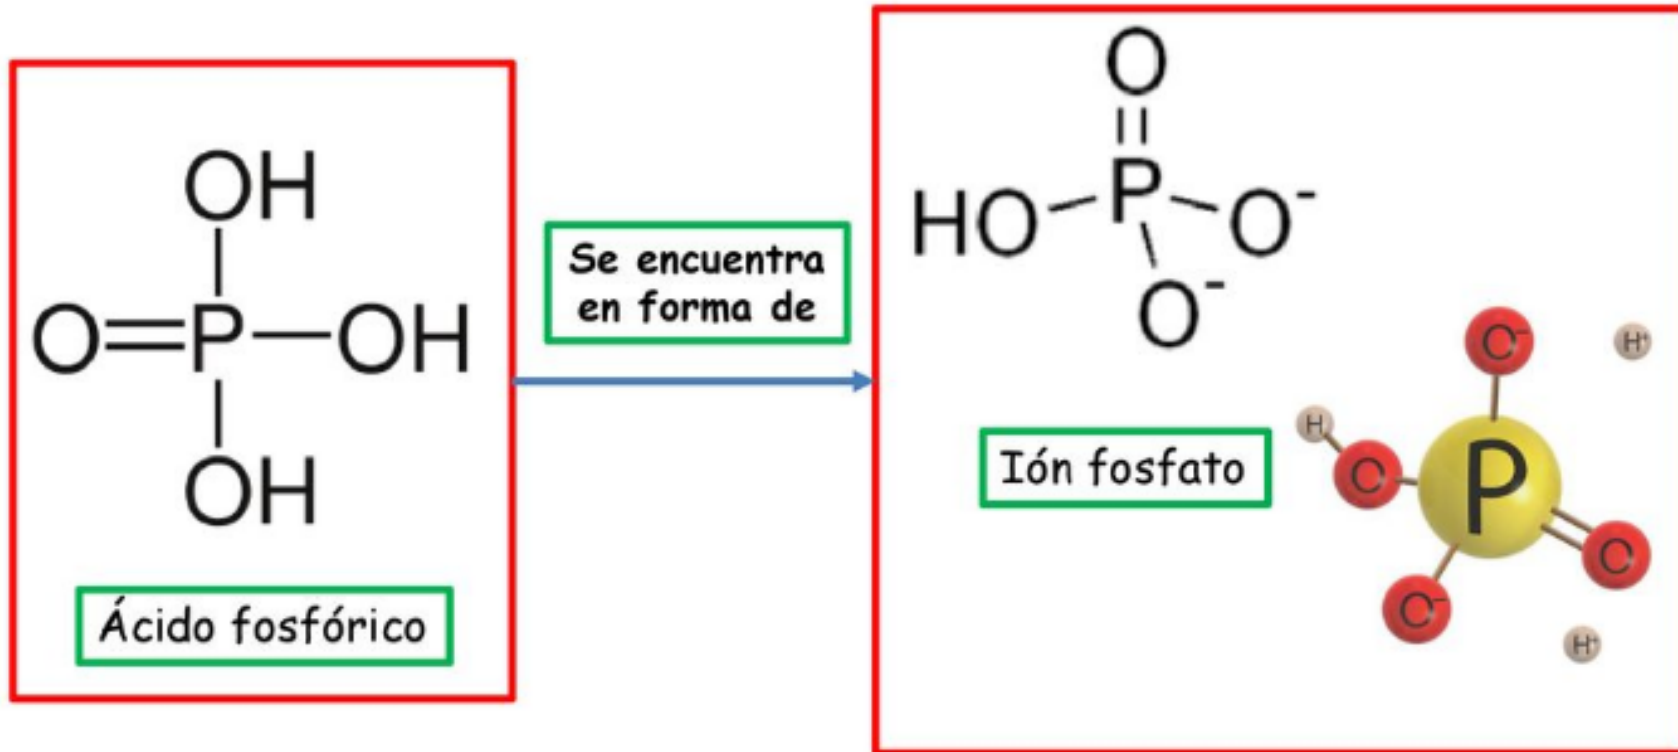 OH
O=P-OH
OH
Ácido fosfórico
Se encuentra
en forma de
O
HO P O⁻
O⁻
Ión fosfato
O⁻ H⁺
H
O P
O
O⁻
H⁺